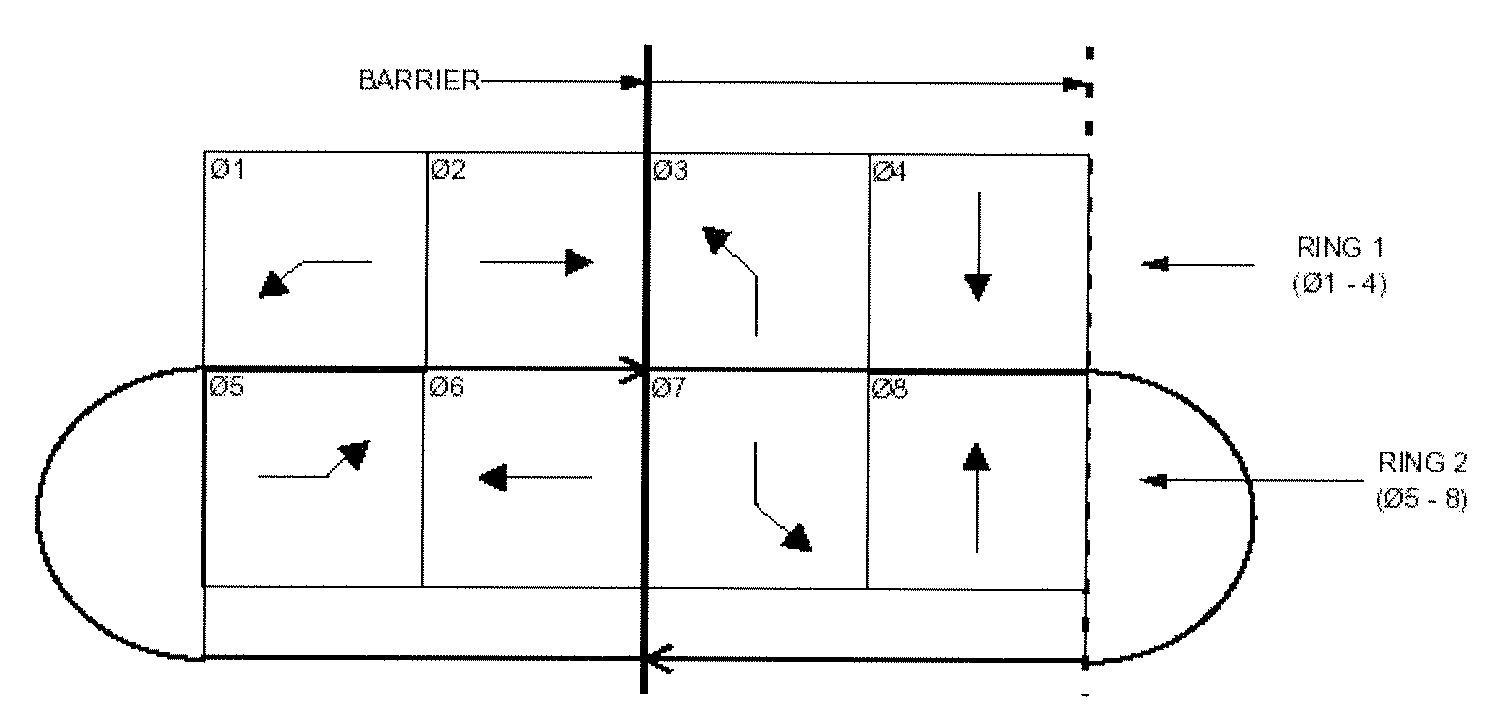 BARRIER
Ø1
Ø2
Ø3
Ø4
RING 1
(Ø1 - 4)
Ø5
Ø6
Ø7
Ø8
RING 2
(Ø5 - 8)